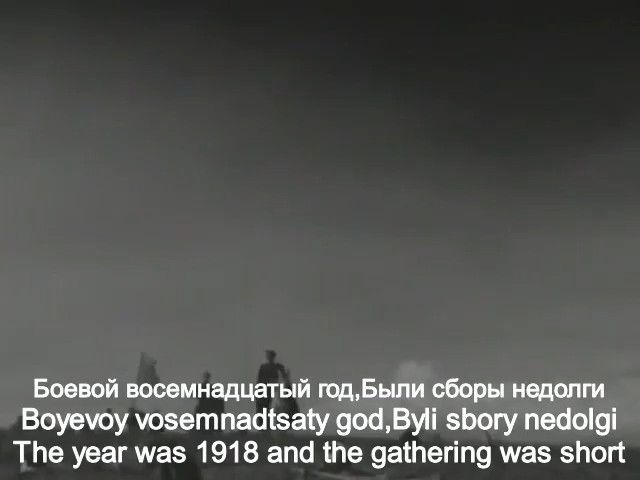 Боевой восемнадцатый год,Были сборы недолги
Boyevoy vosemnadtsaty god,Byli sbory nedolgi
The year was 1918 and the gathering was short